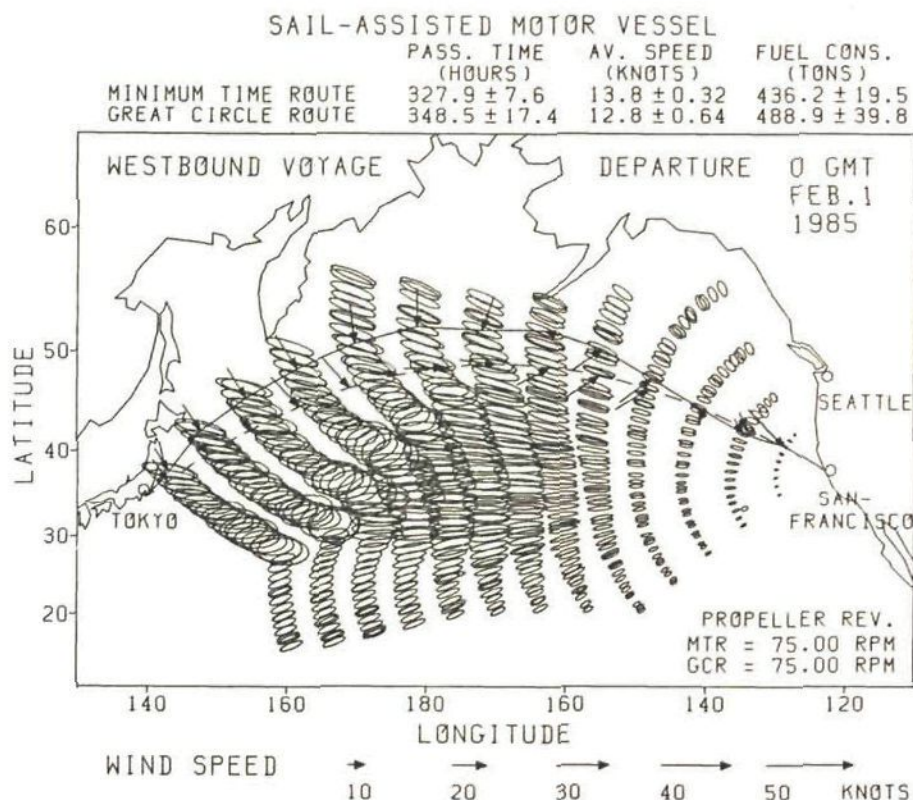 SAIL-ASSISTED MOTOR VESSEL
PASS. TIME AV. SPEED FUEL CONS.
(HOURS) (KNOTS) (TONS)
MINIMUM TIME ROUTE 327.9±7.6 13.8±0.32 436.2±19.5
GREAT CIRCLE ROUTE 348.5±17.4 12.8±0.64 488.9±39.8
WESTBOUND VOYAGE DEPARTURE 0 GMT
FEB.1
1985
60
50
40
30
20
LATITUDE
SEATTLE
SAN-
FRANCISCO
TOKYO
PROPELLER REV.
MTR = 75.00 RPM
GCR = 75.00 RPM
140 160 180 160 140 120
LONGITUDE
WIND SPEED
10 20 30 40 50 KNOTS